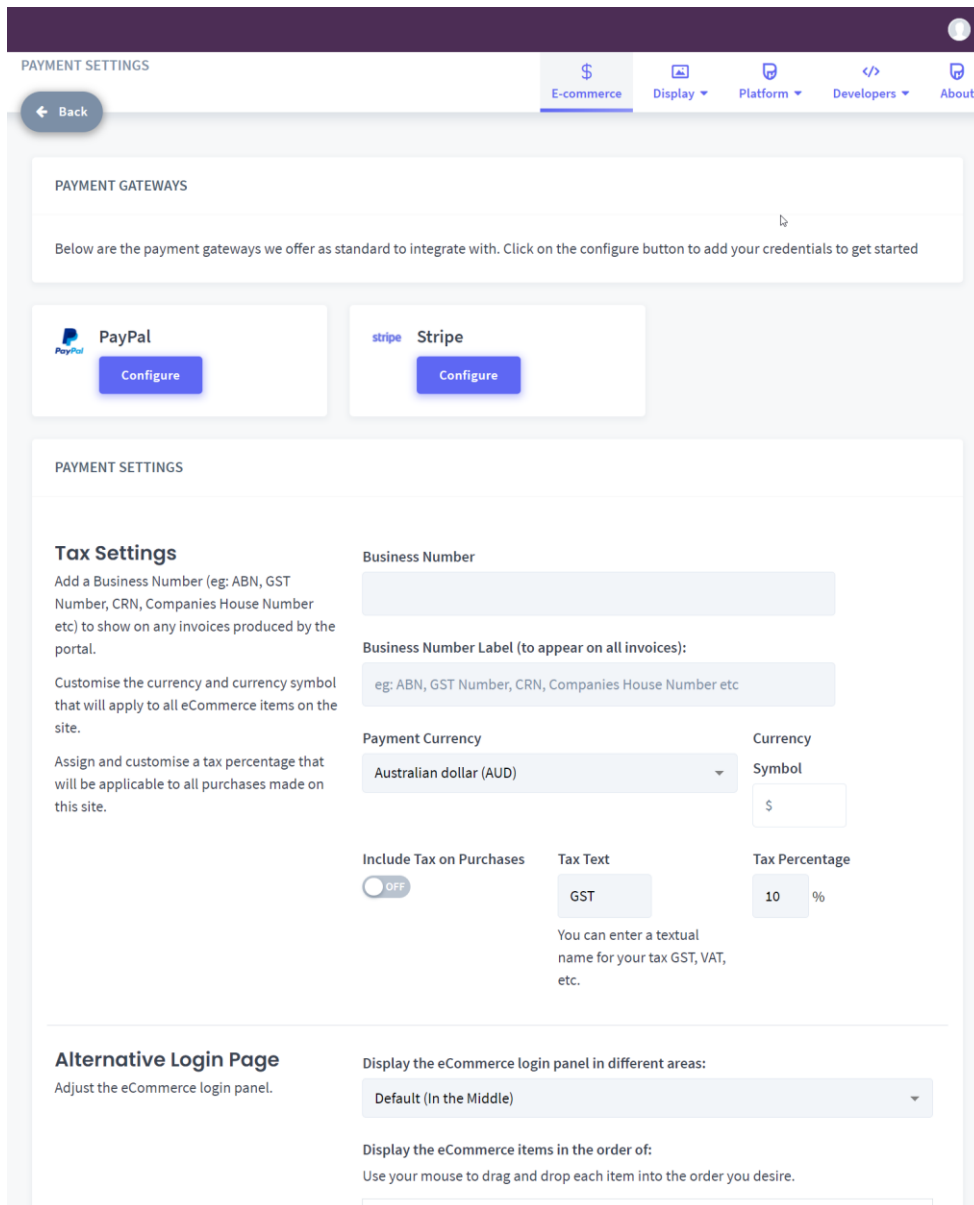 PAYMENT SETTINGS
$
E-commerce
Display
Platform
</>
Developers
About
Back
PAYMENT GATEWAYS
Below are the payment gateways we offer as standard to integrate with. Click on the configure button to add your credentials to get started
PayPal
PayPal
Configure
stripe
Stripe
Configure
PAYMENT SETTINGS
Tax Settings
Add a Business Number (eg: ABN, GST
Number, CRN, Companies House Number
etc) to show on any invoices produced by the
portal.
Customise the currency and currency symbol
that will apply to all eCommerce items on the
site.
Assign and customise a tax percentage that
will be applicable to all purchases made on
this site.
Business Number
Business Number Label (to appear on all invoices):
eg: ABN, GST Number, CRN, Companies House Number etc
Payment Currency
Australian dollar (AUD)
Currency
Symbol
$
Include Tax on Purchases
OFF
Tax Text
GST
You can enter a textual
name for your tax GST, VAT,
etc.
Tax Percentage
10 %
Alternative Login Page
Adjust the eCommerce login panel.
Display the eCommerce login panel in different areas:
Default (In the Middle)
Display the eCommerce items in the order of:
Use your mouse to drag and drop each item into the order you desire.